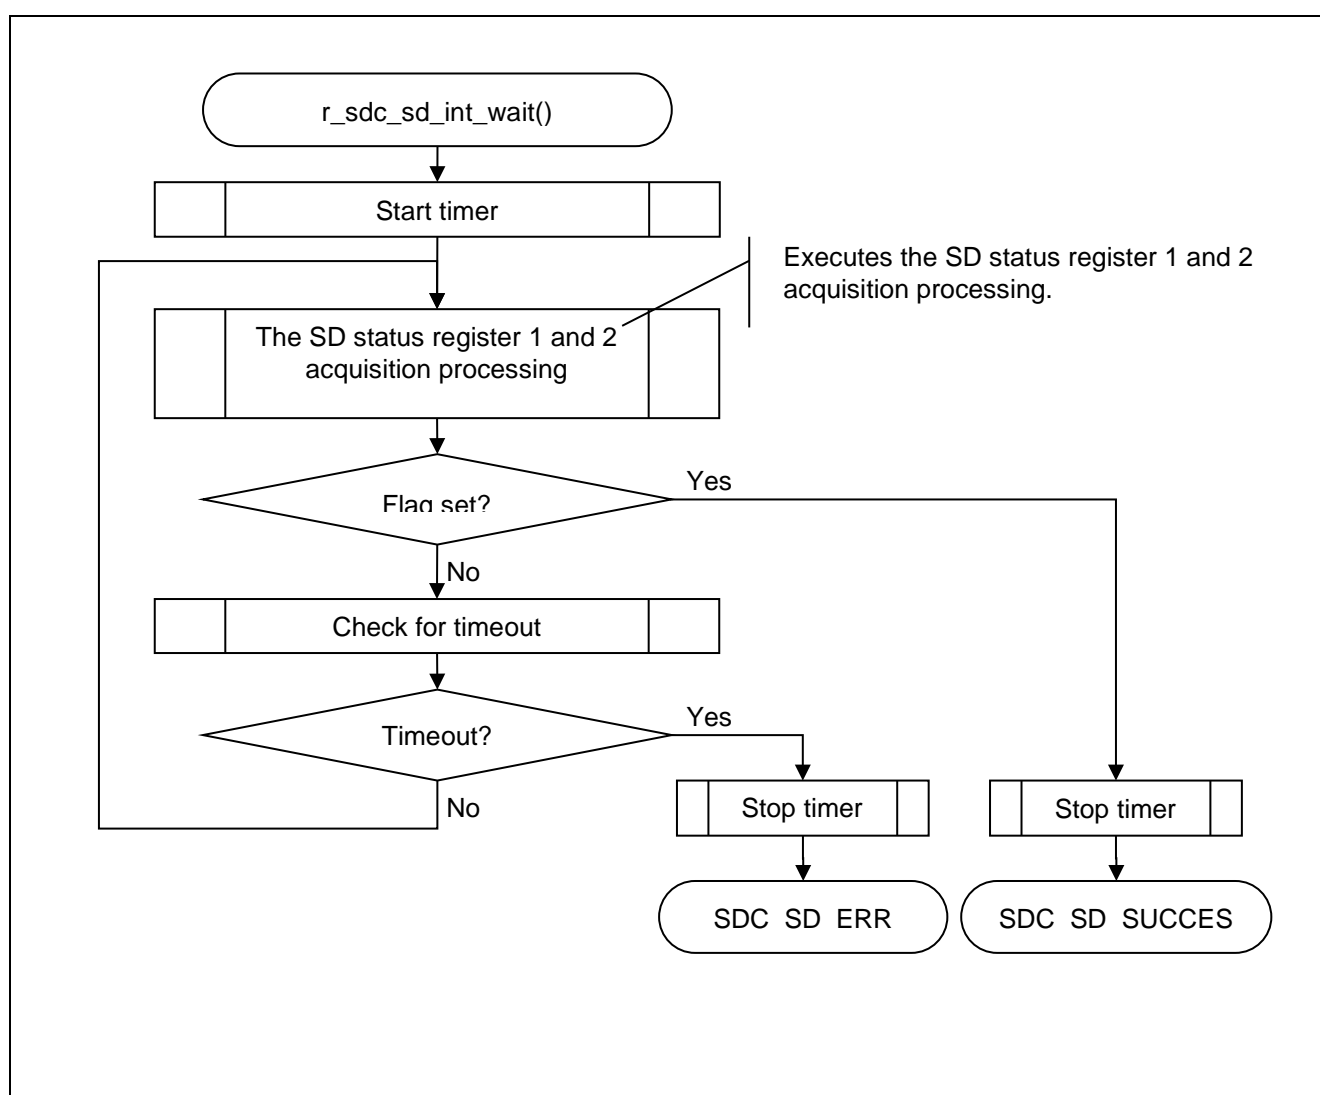 r_sdc_sd_int_wait()
Start timer
Executes the SD status register 1 and 2
acquisition processing.
The SD status register 1 and 2
acquisition processing
Flag set?
Yes
No
Check for timeout
Timeout?
Yes
No
Stop timer
Stop timer
SDC_SD_ERR
SDC_SD_SUCCES